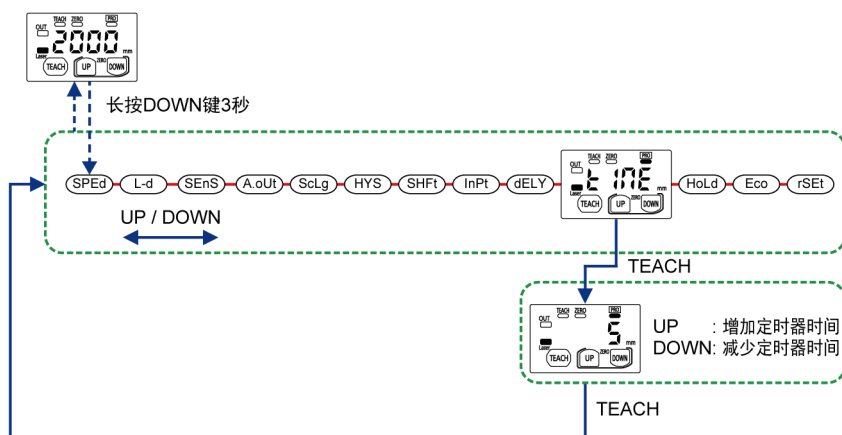 TEACH ZERO PRO
OUT
2000
mm
Laser
ZERO
TEACH UP DOWN
长按DOWN键3秒
SPEd L-d SEnS A.oUt ScLg HYS SHFt InPt dELY
TEACH ZERO PRO
OUT
t IME
mm
Laser
ZERO
TEACH UP DOWN
HoLd Eco rSEt
UP / DOWN
TEACH
TEACH ZERO PRO
OUT
5
mm
Laser
ZERO
TEACH UP DOWN
UP : 增加定时器时间
DOWN: 减少定时器时间
TEACH